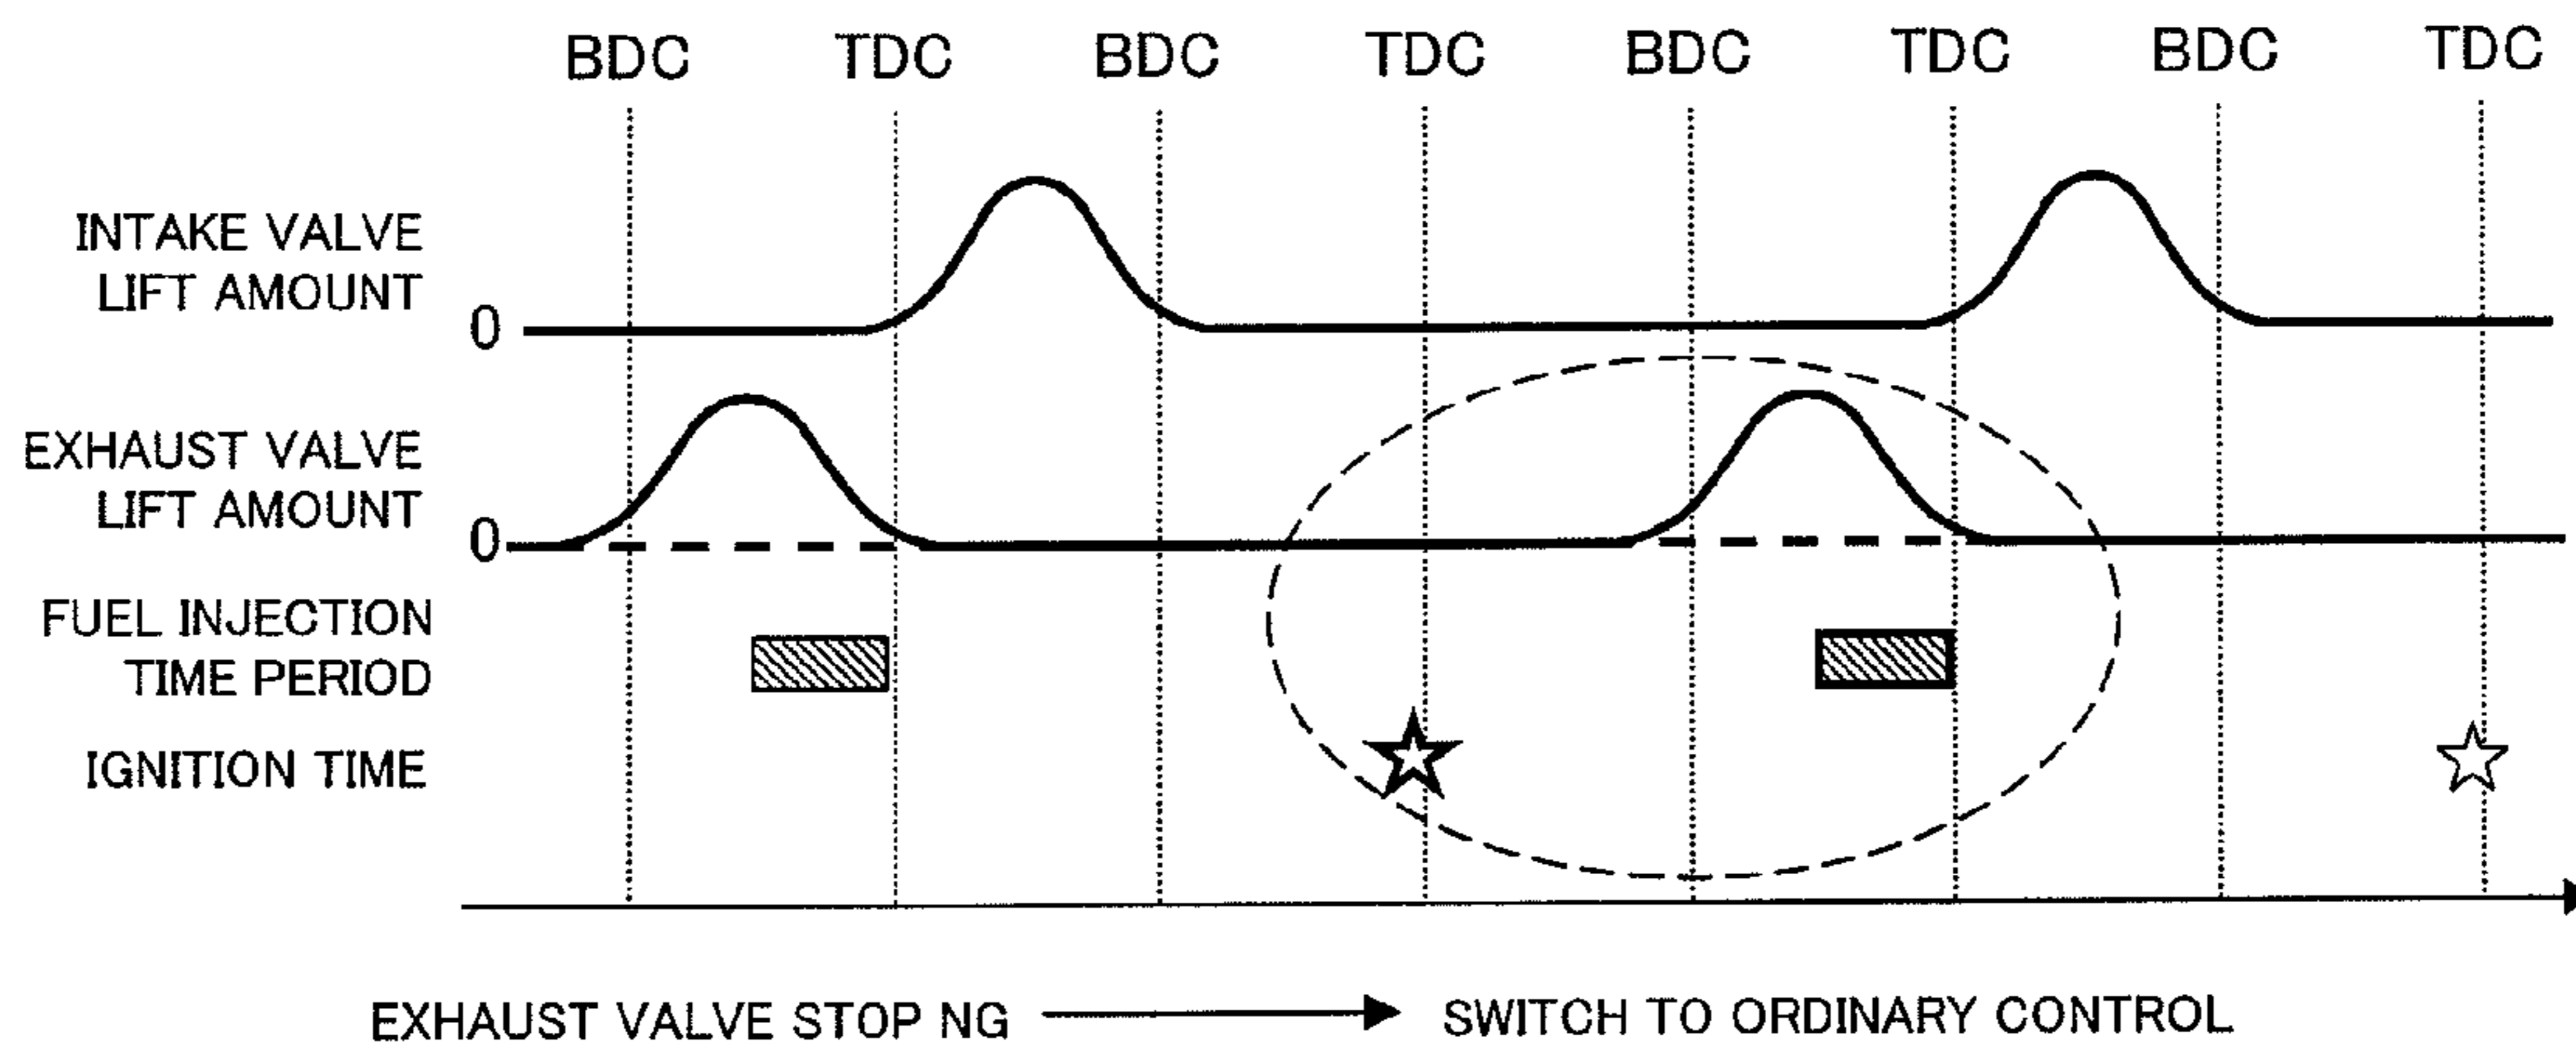 BDC TDC BDC TDC BDC TDC BDC TDC
INTAKE VALVE
LIFT AMOUNT
0
EXHAUST VALVE
LIFT AMOUNT
0
FUEL INJECTION
TIME PERIOD
IGNITION TIME
EXHAUST VALVE STOP NG SWITCH TO ORDINARY CONTROL